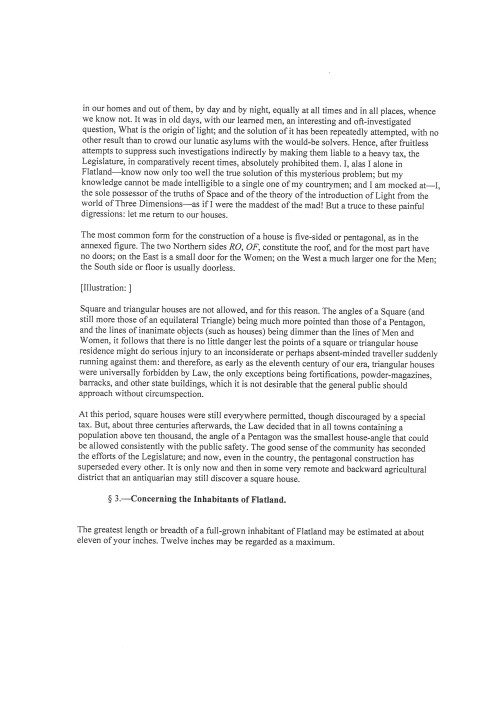 in our homes and out of them, by day and by night, equally at all times and in all places, whence
we know not. It was in old days, with our learned men, an interesting and oft-investigated
question, What is the origin of light; and the solution of it has been repeatedly attempted, with no
other result than to crowd our lunatic asylums with the would-be solvers. Hence, after fruitless
attempts to suppress such investigations indirectly by making them liable to a heavy tax, the
Legislature, in comparatively recent times, absolutely prohibited them. I, alas I alone in
Flatland—know now only too well the true solution of this mysterious problem; but my
knowledge cannot be made intelligible to a single one of my countrymen; and I am mocked at—I,
the sole possessor of the truths of Space and of the theory of the introduction of Light from the
world of Three Dimensions—as if I were the maddest of the mad! But a truce to these painful
digressions: let me return to our houses.
The most common form for the construction of a house is five-sided or pentagonal, as in the
annexed figure. The two Northern sides RO, OF, constitute the roof, and for the most part have
no doors; on the East is a small door for the Women; on the West a much larger one for the Men;
the South side or floor is usually doorless.
[Illustration: ]
Square and triangular houses are not allowed, and for this reason. The angles of a Square (and
still more those of an equilateral Triangle) being much more pointed than those of a Pentagon,
and the lines of inanimate objects (such as houses) being dimmer than the lines of Men and
Women, it follows that there is no little danger lest the points of a square or triangular house
residence might do serious injury to an inconsiderate or perhaps absent-minded traveller suddenly
running against them: and therefore, as early as the eleventh century of our era, triangular houses
were universally forbidden by Law, the only exceptions being fortifications, powder-magazines,
barracks, and other state buildings, which it is not desirable that the general public should
approach without circumspection.
At this period, square houses were still everywhere permitted, though discouraged by a special
tax. But, about three centuries afterwards, the Law decided that in all towns containing a
population above ten thousand, the angle of a Pentagon was the smallest house-angle that could
be allowed consistently with the public safety. The good sense of the community has seconded
the efforts of the Legislature; and now, even in the country, the pentagonal construction has
superseded every other. It is only now and then in some very remote and backward agricultural
district that an antiquarian may still discover a square house.
§ 3.—Concerning the Inhabitants of Flatland.
The greatest length or breadth of a full-grown inhabitant of Flatland may be estimated at about
eleven of your inches. Twelve inches may be regarded as a maximum.